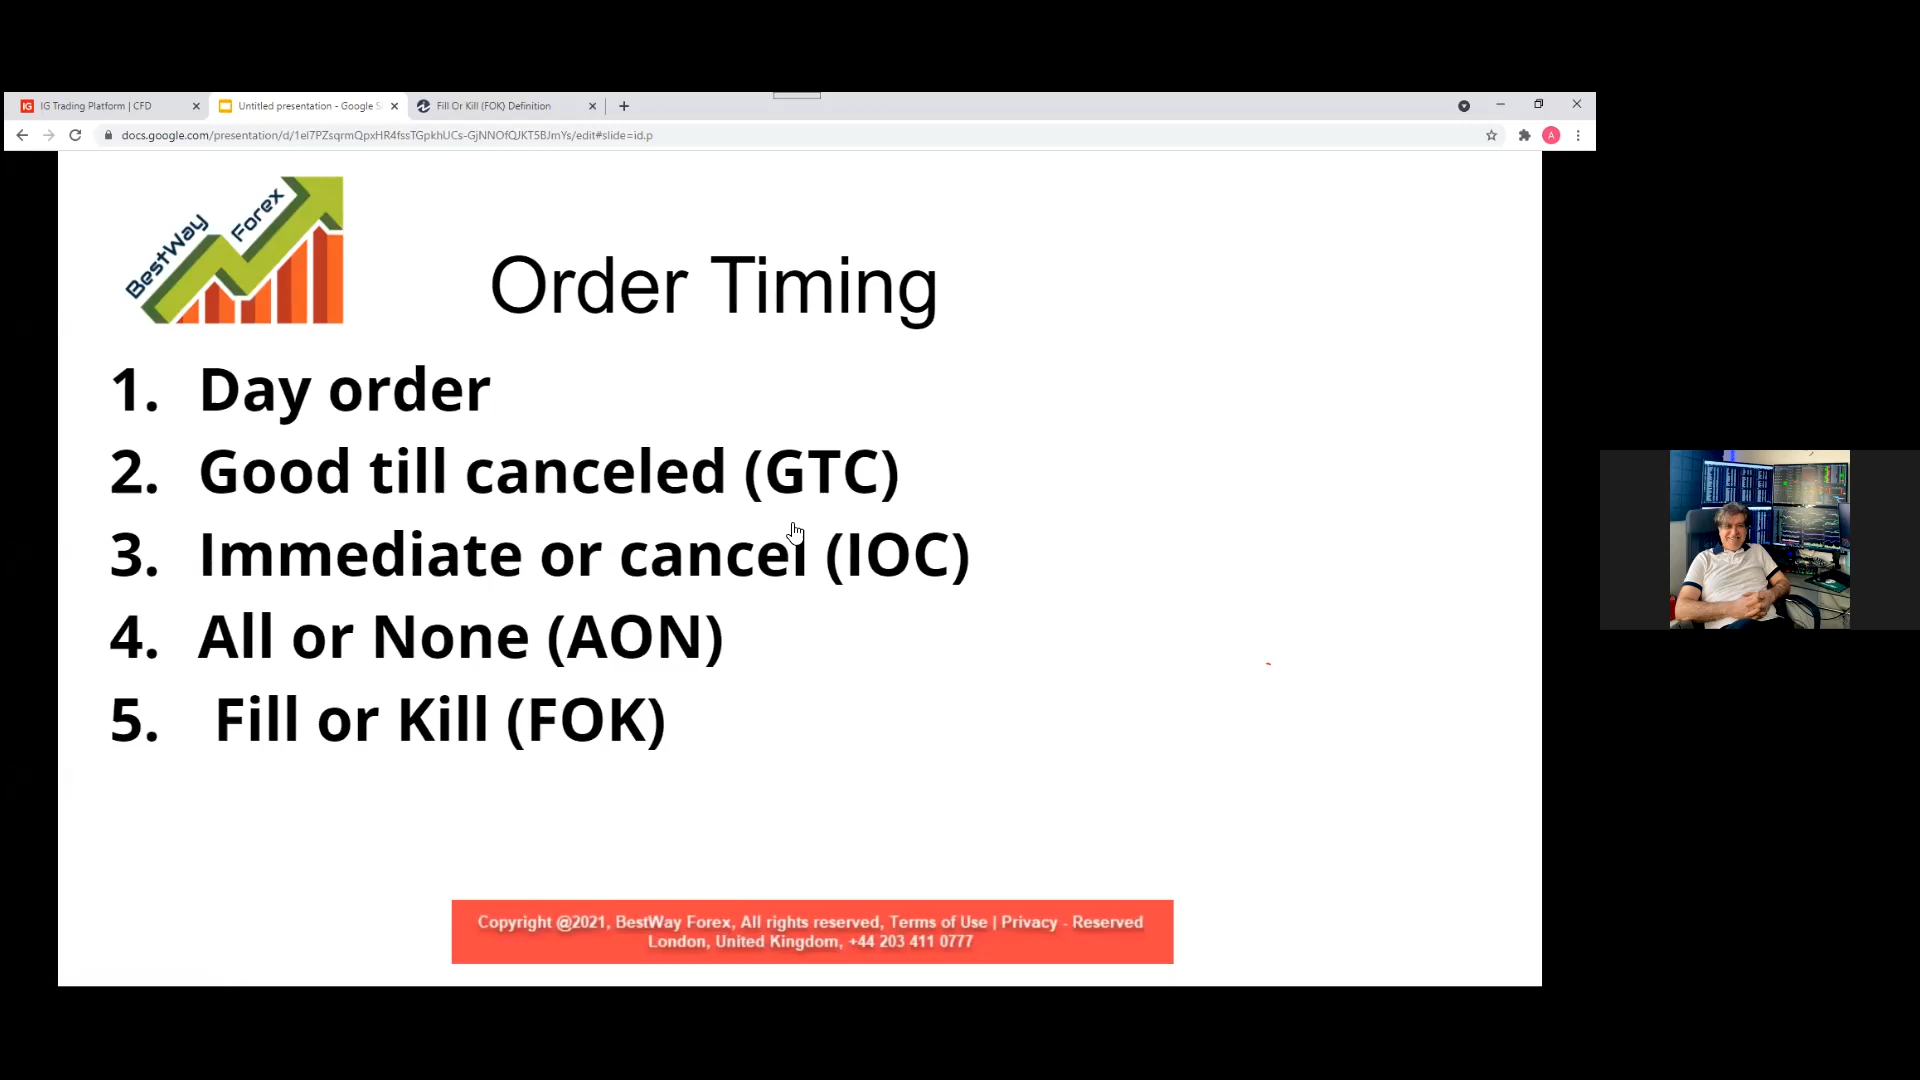 IG Trading Platform | CFD
Untitled presentation - Google S
Fill Or Kill (FOK) Definition
docs.google.com/presentation/d/1el7PZsqrmQpxHR4fssTGpkhUCs-GjNNOfQJKT5BJmYs/edit#slide=id.p
A
BestWay Forex
Order Timing
1. Day order
2. Good till canceled (GTC)
3. Immediate or cancel (IOC)
4. All or None (AON)
5. Fill or Kill (FOK)
Copyright @2021, BestWay Forex, All rights reserved, Terms of Use | Privacy - Reserved
London, United Kingdom, +44 203 411 0777